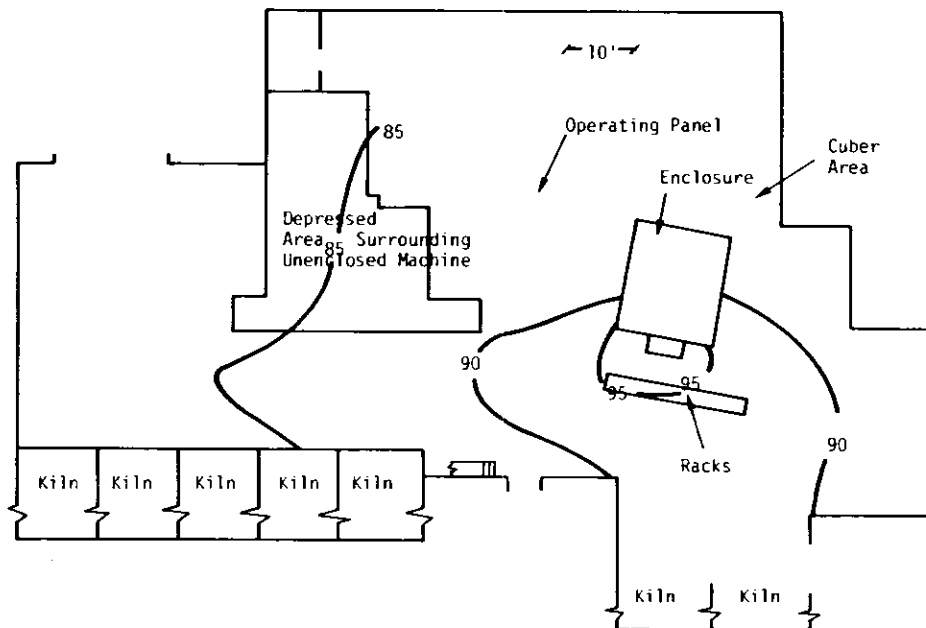 10'
85
Operating Panel
Cuber
Area
Enclosure
Depressed
Area Surrounding
85
Unenclosed Machine
90
95
95
90
Racks
Kiln
Kiln
Kiln
Kiln
Kiln
Kiln
Kiln